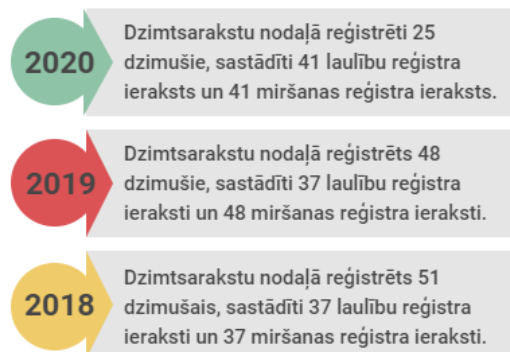 2020
Dzimtsarakstu nodaļā reģistrēti 25
dzimušie, sastādīti 41 laulību reģistra
ieraksts un 41 miršanas reģistra ieraksts.
2019
Dzimtsarakstu nodaļā reģistrēts 48
dzimušie, sastādīti 37 laulību reģistra
ieraksti un 48 miršanas reģistra ieraksti.
2018
Dzimtsarakstu nodaļā reģistrēts 51
dzimušais, sastādīti 37 laulību reģistra
ieraksti un 37 miršanas reģistra ieraksti.